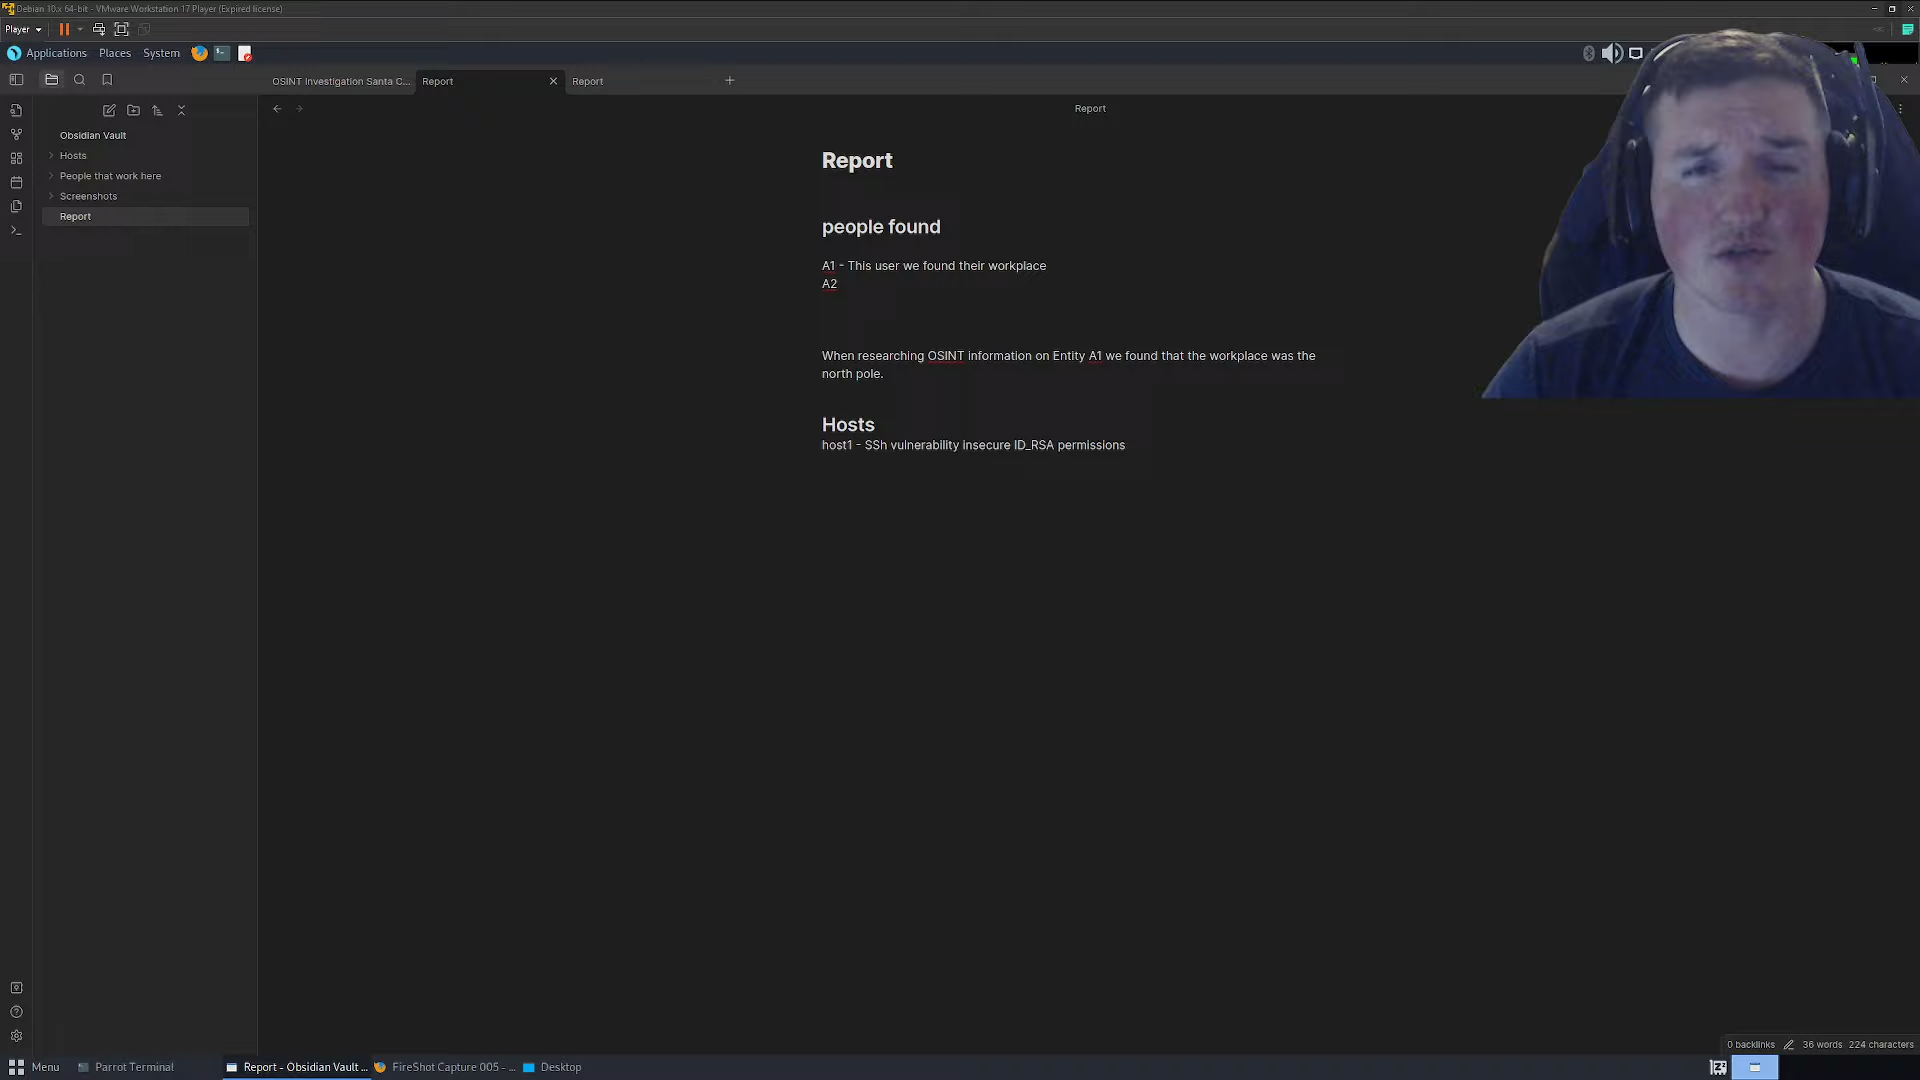 Debian 10.x 64-bit - VMware Workstation 17 Player (Expired license)
Player
Applications Places System
OSINT Investigation Santa C... Report Report
Report
Obsidian Vault
Hosts
People that work here
Screenshots
Report
Report
people found
A1 - This user we found their workplace
A2
When researching OSINT information on Entity A1 we found that the workplace was the
north pole.
Hosts
host1 - SSh vulnerability insecure ID_RSA permissions
0 backlinks 36 words 224 characters
Menu Parrot Terminal Report - Obsidian Vault ... FireShot Capture 005 - ... Desktop